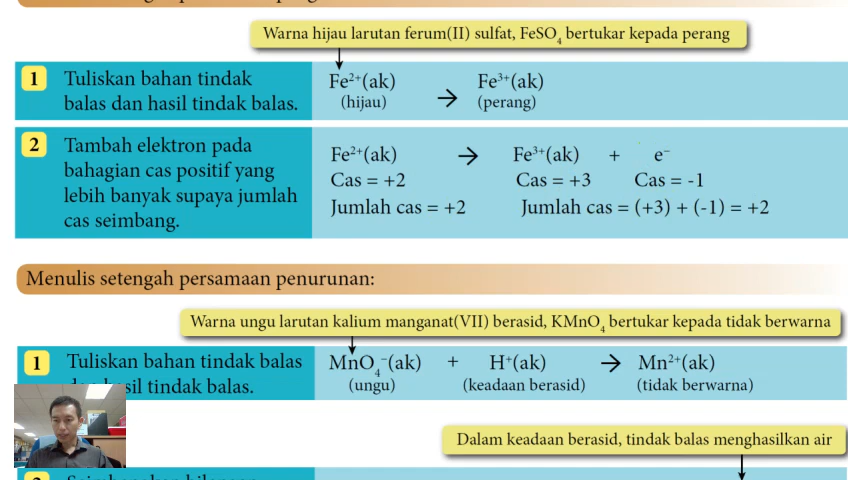 Warna hijau larutan ferum(II) sulfat, FeSO₄ bertukar kepada perang
1 Tuliskan bahan tindak
balas dan hasil tindak balas.
Fe²⁺(ak) → Fe³⁺(ak)
(hijau) (perang)
2 Tambah elektron pada
bahagian cas positif yang
lebih banyak supaya jumlah
cas seimbang.
Fe²⁺(ak) → Fe³⁺(ak) + e⁻
Cas = +2 Cas = +3 Cas = -1
Jumlah cas = +2 Jumlah cas = (+3) + (-1) = +2
Menulis setengah persamaan penurunan:
Warna ungu larutan kalium manganat(VII) berasid, KMnO₄ bertukar kepada tidak berwarna
1 Tuliskan bahan tindak balas
hasil tindak balas.
MnO₄⁻(ak) + H⁺(ak) → Mn²⁺(ak)
(ungu) (keadaan berasid) (tidak berwarna)
Dalam keadaan berasid, tindak balas menghasilkan air